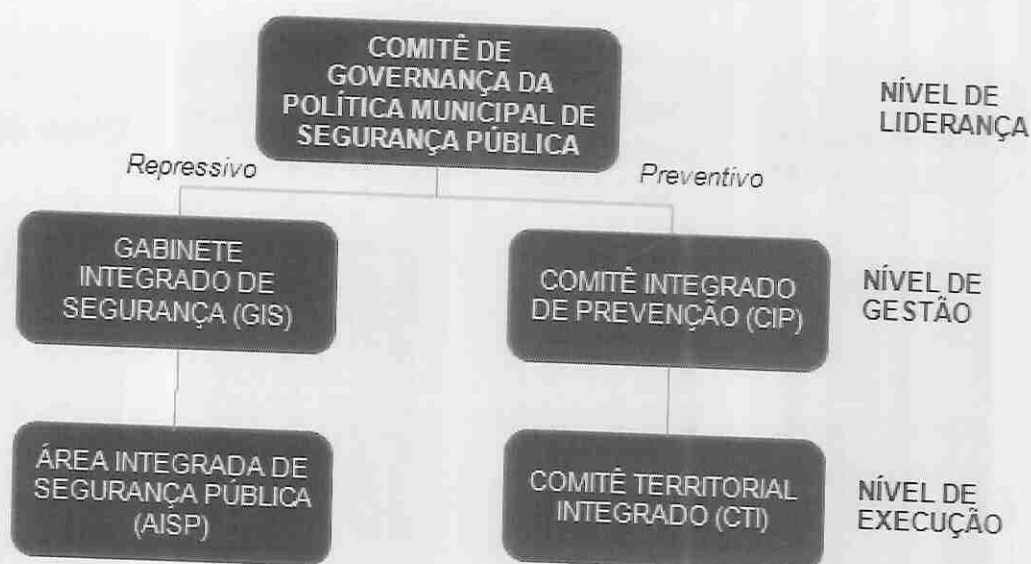 COMITÊ DE
GOVERNANÇA DA
POLÍTICA MUNICIPAL DE
SEGURANÇA PÚBLICA
NÍVEL DE
LIDERANÇA
Repressivo
Preventivo
GABINETE
INTEGRADO DE
SEGURANÇA (GIS)
COMITÊ INTEGRADO
DE PREVENÇÃO (CIP)
NÍVEL DE
GESTÃO
ÁREA INTEGRADA DE
SEGURANÇA PÚBLICA
(AISP)
COMITÊ TERRITORIAL
INTEGRADO (CTI)
NÍVEL DE
EXECUÇÃO